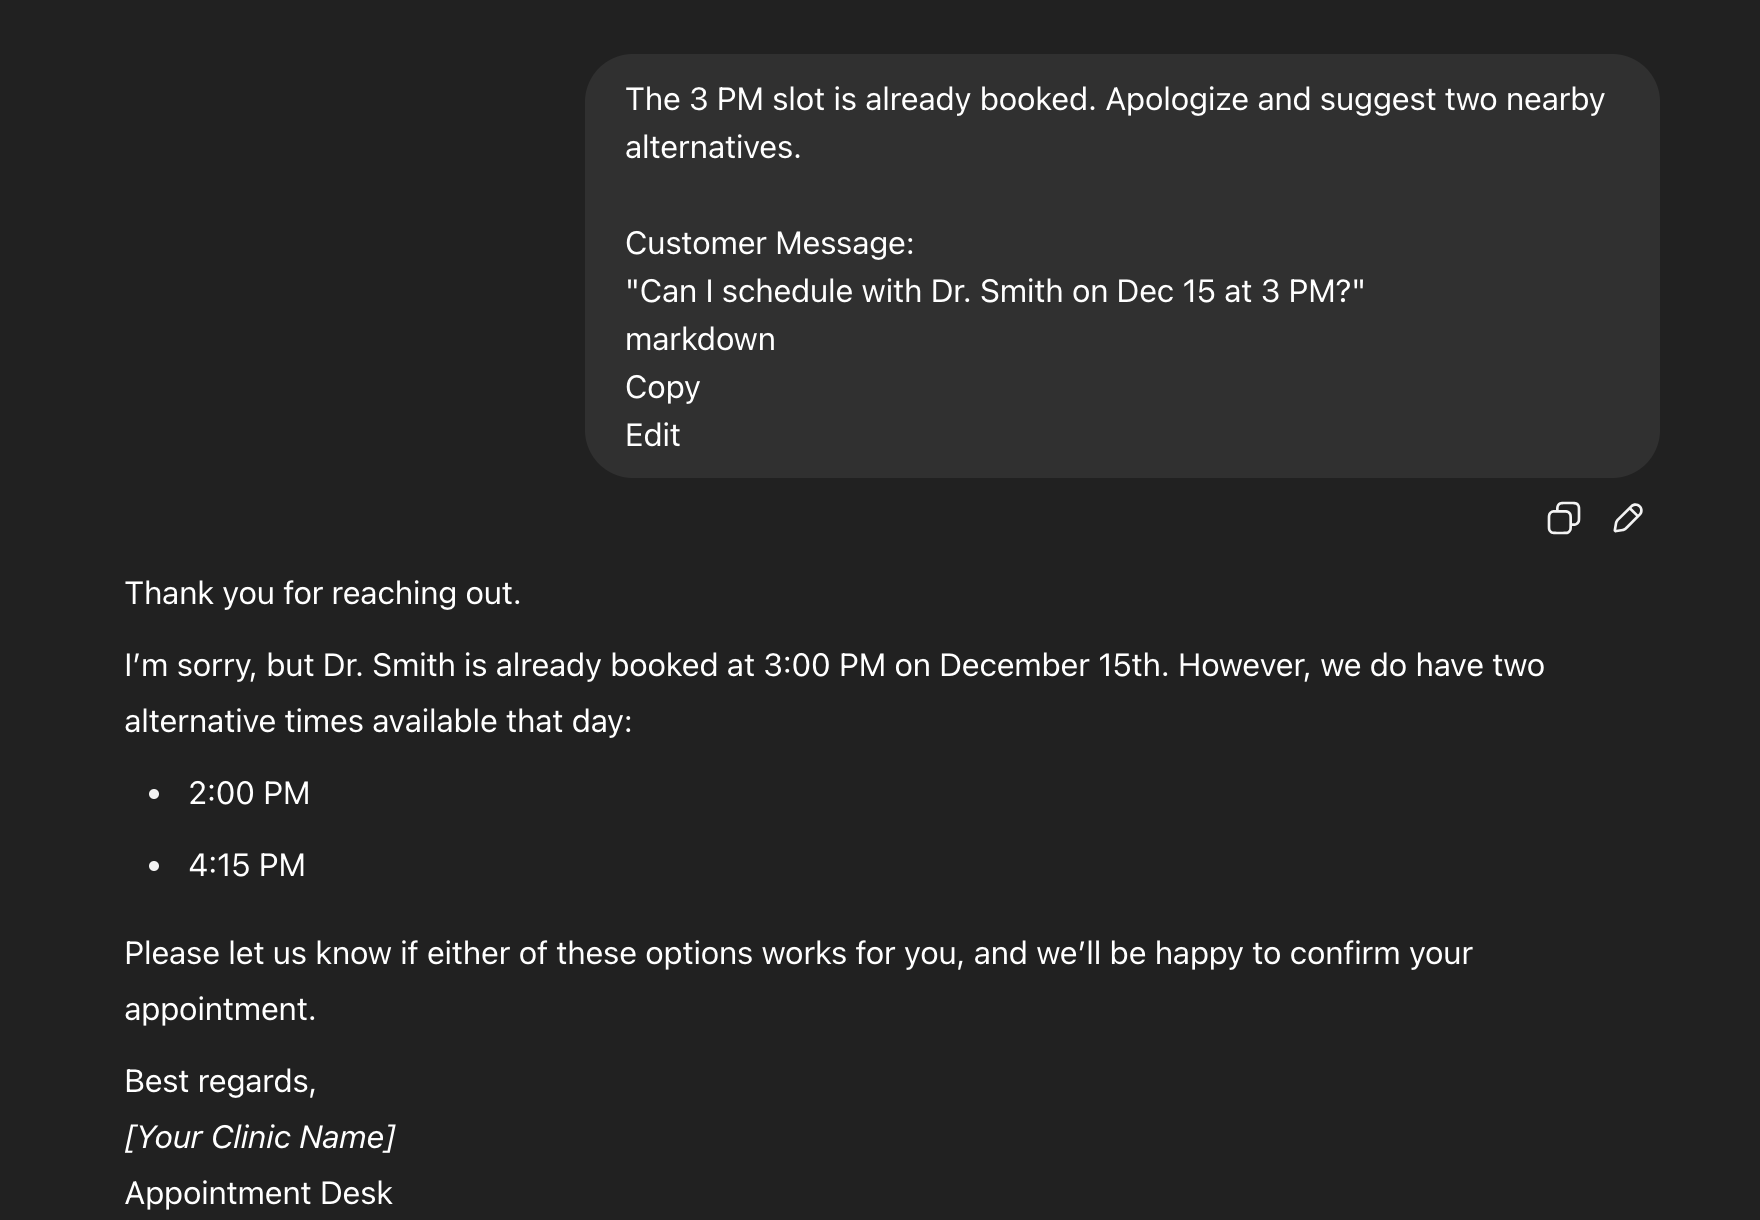 The 3 PM slot is already booked. Apologize and suggest two nearby
alternatives.
Customer Message:
"Can I schedule with Dr. Smith on Dec 15 at 3 PM?"
markdown
Copy
Edit
Thank you for reaching out.
I’m sorry, but Dr. Smith is already booked at 3:00 PM on December 15th. However, we do have two
alternative times available that day:
• 2:00 PM
• 4:15 PM
Please let us know if either of these options works for you, and we’ll be happy to confirm your
appointment.
Best regards,
[Your Clinic Name]
Appointment Desk